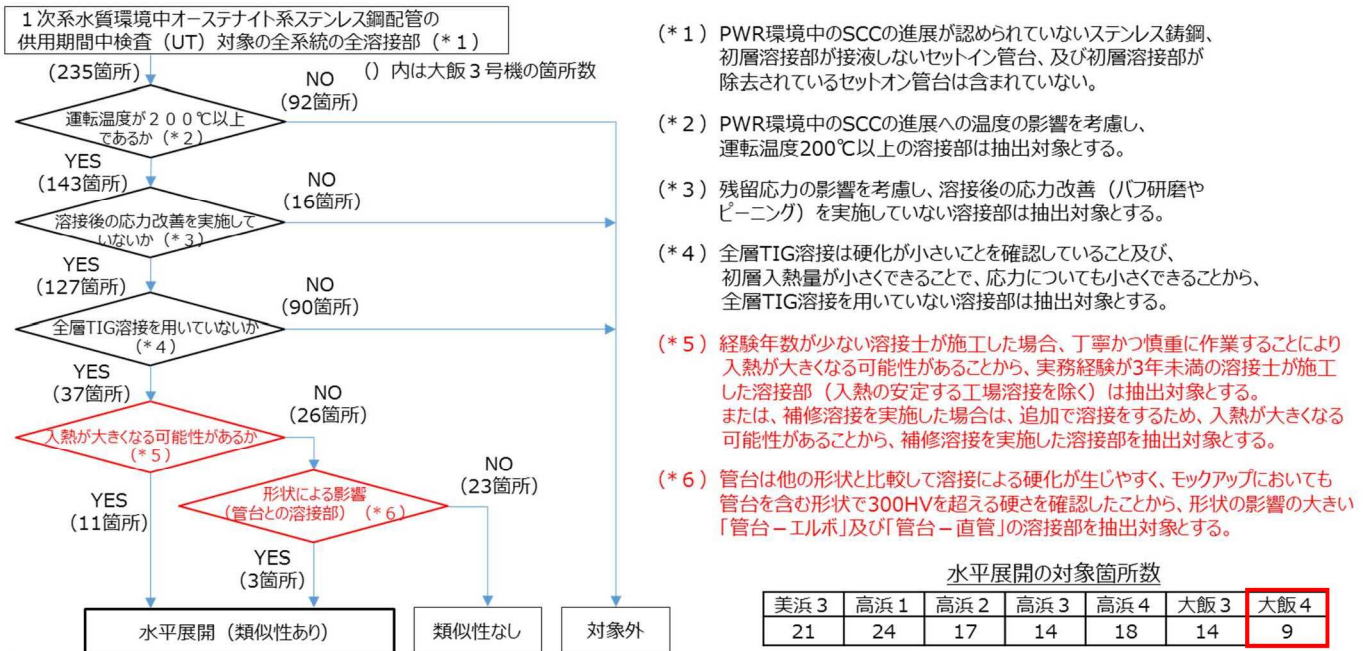 1次系水質環境中オーステナイト系ステンレス鋼配管の
供用期間中検査(UT)対象の全系統の全溶接部(*1)
(235箇所)
()内は大飯3号機の箇所数
NO
(92箇所)
運転温度が200℃以上
であるか(*2)
YES
(143箇所)
NO
(16箇所)
溶接後の応力改善を実施して
いないか(*3)
YES
(127箇所)
NO
(90箇所)
全層TIG溶接を用いていないか
(*4)
YES
(37箇所)
NO
(26箇所)
入熱が大きくなる可能性があるか
(*5)
YES
(11箇所)
形状による影響
(管台との溶接部)(*6)
NO
(23箇所)
YES
(3箇所)
水平展開(類似性あり)
類似性なし
対象外
(*1)PWR環境中のSCCの進展が認められていないステンレス鋳鋼、
初層溶接部が接液しないセットイン管台、及び初層溶接部が
除去されているセットオン管台は含まれていない。
(*2)PWR環境中のSCCの進展への温度の影響を考慮し、
運転温度200℃以上の溶接部は抽出対象とする。
(*3)残留応力の影響を考慮し、溶接後の応力改善(バフ研磨や
ピーニング)を実施していない溶接部は抽出対象とする。
(*4)全層TIG溶接は硬化が小さいことを確認していること及び、
初層入熱量が小さくできることで、応力についても小さくできることから、
全層TIG溶接を用いていない溶接部は抽出対象とする。
(*5)経験年数が少ない溶接士が施工した場合、丁寧かつ慎重に作業することにより
入熱が大きくなる可能性があることから、実務経験が3年未満の溶接士が施工
した溶接部(入熱の安定する工場溶接を除く)は抽出対象とする。
または、補修溶接を実施した場合は、追加で溶接をするため、入熱が大きくなる
可能性があることから、補修溶接を実施した溶接部を抽出対象とする。
(*6)管台は他の形状と比較して溶接による硬化が生じやすく、モックアップにおいても
管台を含む形状で300HVを超える硬さを確認したことから、形状の影響の大きい
「管台-エルボ」及び「管台-直管」の溶接部を抽出対象とする。
水平展開の対象箇所数
美浜3 高浜1 高浜2 高浜3 高浜4 大飯3 大飯4
21 24 17 14 18 14 9